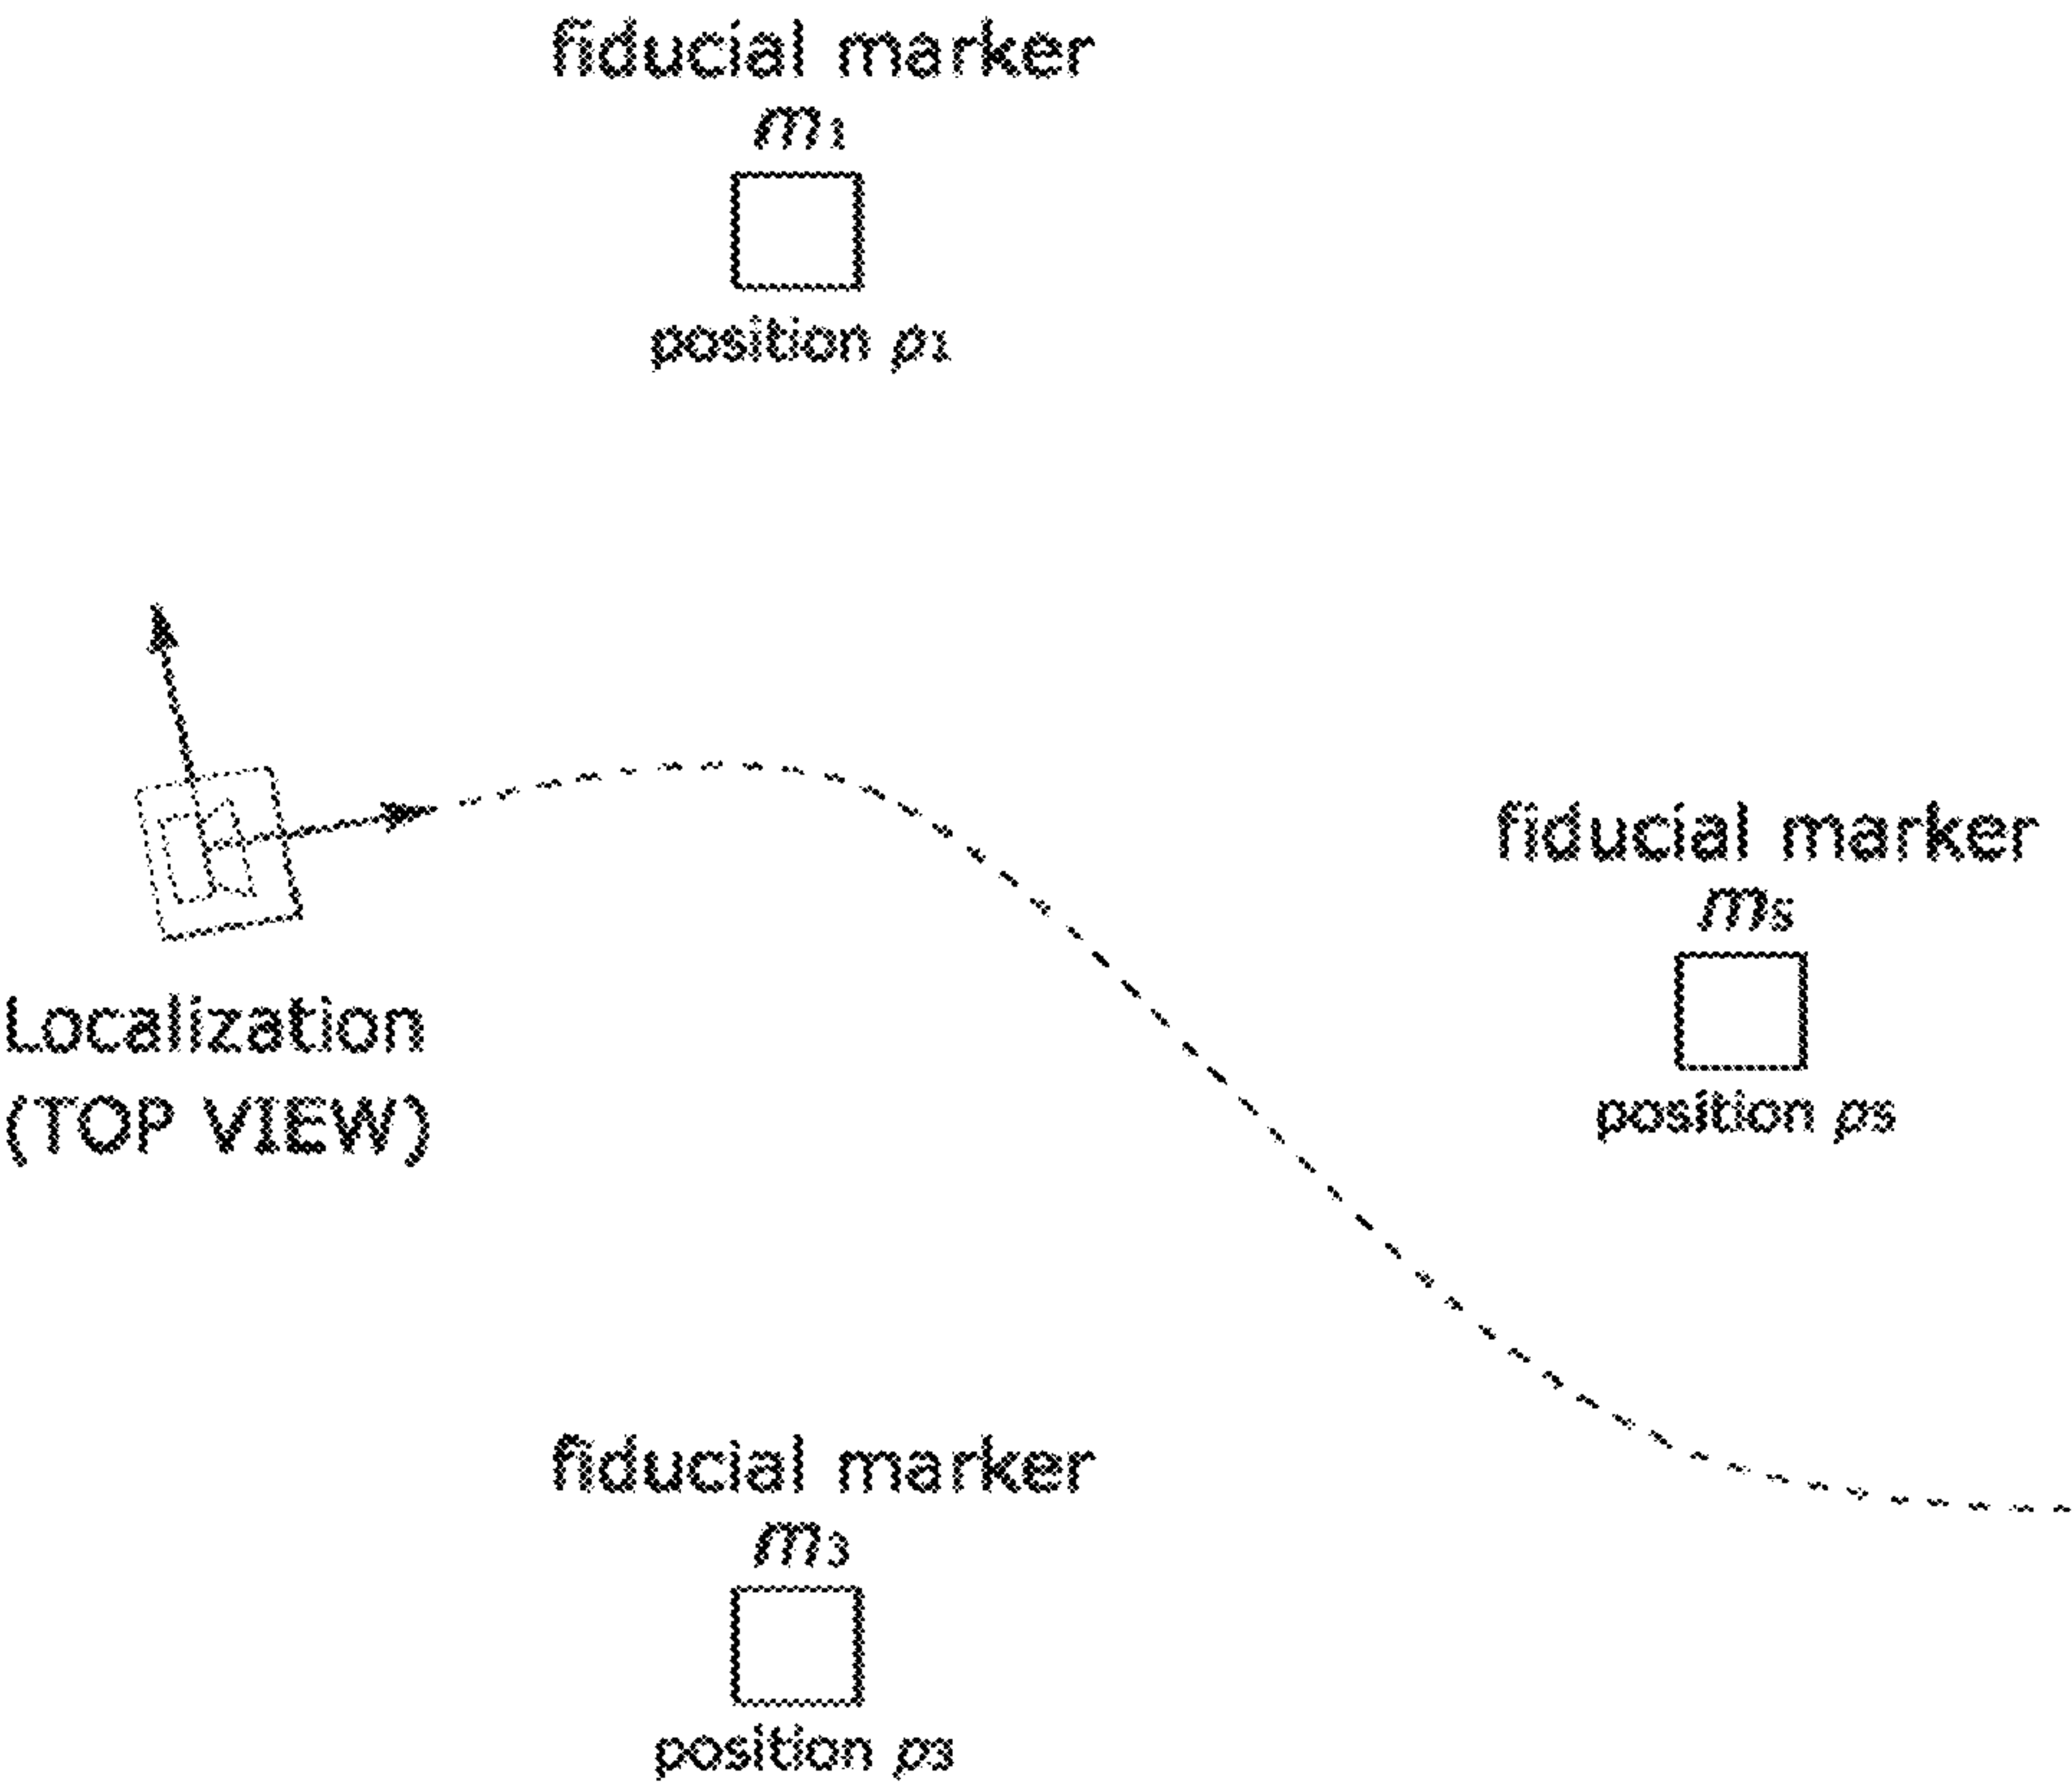 fiducial marker
m₁
position p₁
fiducial marker
m₅
position p₅
Localization
(TOP VIEW)
fiducial marker
m₃
position p₃